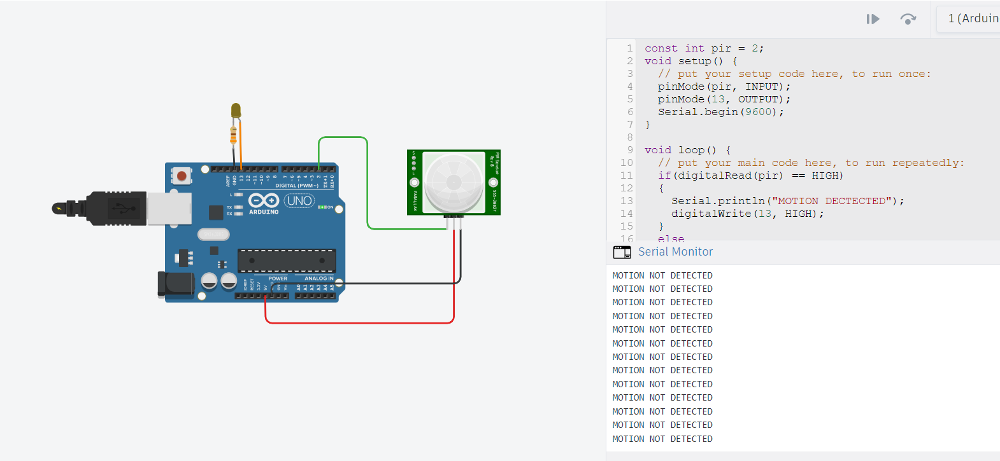 1 (Arduin
1 const int pir = 2;
2 void setup() {
3 // put your setup code here, to run once:
4 pinMode(pir, INPUT);
5 pinMode(13, OUTPUT);
6 Serial.begin(9600);
7 }
8
9 void loop() {
10 // put your main code here, to run repeatedly:
11 if(digitalRead(pir) == HIGH)
12 {
13 Serial.println("MOTION DECTECTED");
14 digitalWrite(13, HIGH);
15 }
16 else
Serial Monitor
MOTION NOT DETECTED
MOTION NOT DETECTED
MOTION NOT DETECTED
MOTION NOT DETECTED
MOTION NOT DETECTED
MOTION NOT DETECTED
MOTION NOT DETECTED
MOTION NOT DETECTED
MOTION NOT DETECTED
MOTION NOT DETECTED
MOTION NOT DETECTED
MOTION NOT DETECTED
MOTION NOT DETECTED
AREF
GND
13
12
~11
~10
~9
8
7
~6
~5
4
~3
2
TX→1
RX←0
DIGITAL (PWM~)
L
TX
RX
ARDUINO
UNO
ON
POWER
ANALOG IN
IOREF
RESET
3.3V
5V
Vin
A0
A1
A2
A3
A4
A5
PIR Sensor
Rev B
555-28027
PARALLAX